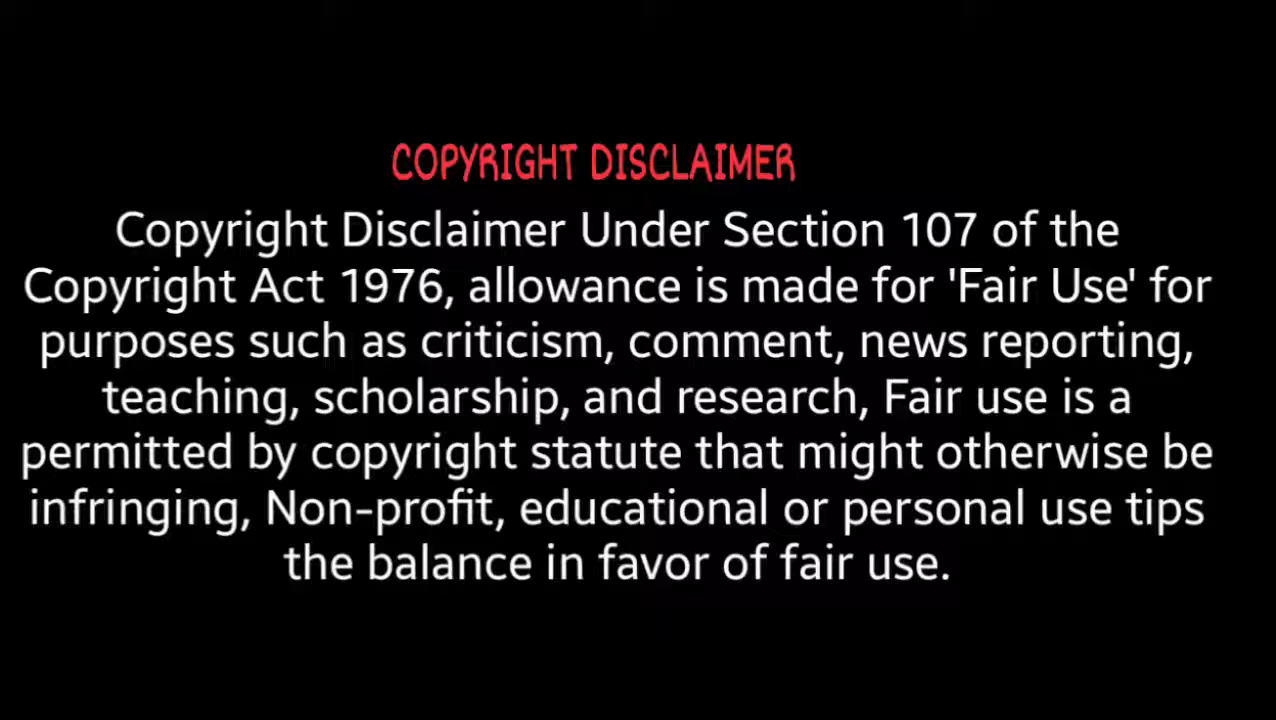 COPYRIGHT DISCLAIMER
Copyright Disclaimer Under Section 107 of the
Copyright Act 1976, allowance is made for 'Fair Use' for
purposes such as criticism, comment, news reporting,
teaching, scholarship, and research, Fair use is a
permitted by copyright statute that might otherwise be
infringing, Non-profit, educational or personal use tips
the balance in favor of fair use.